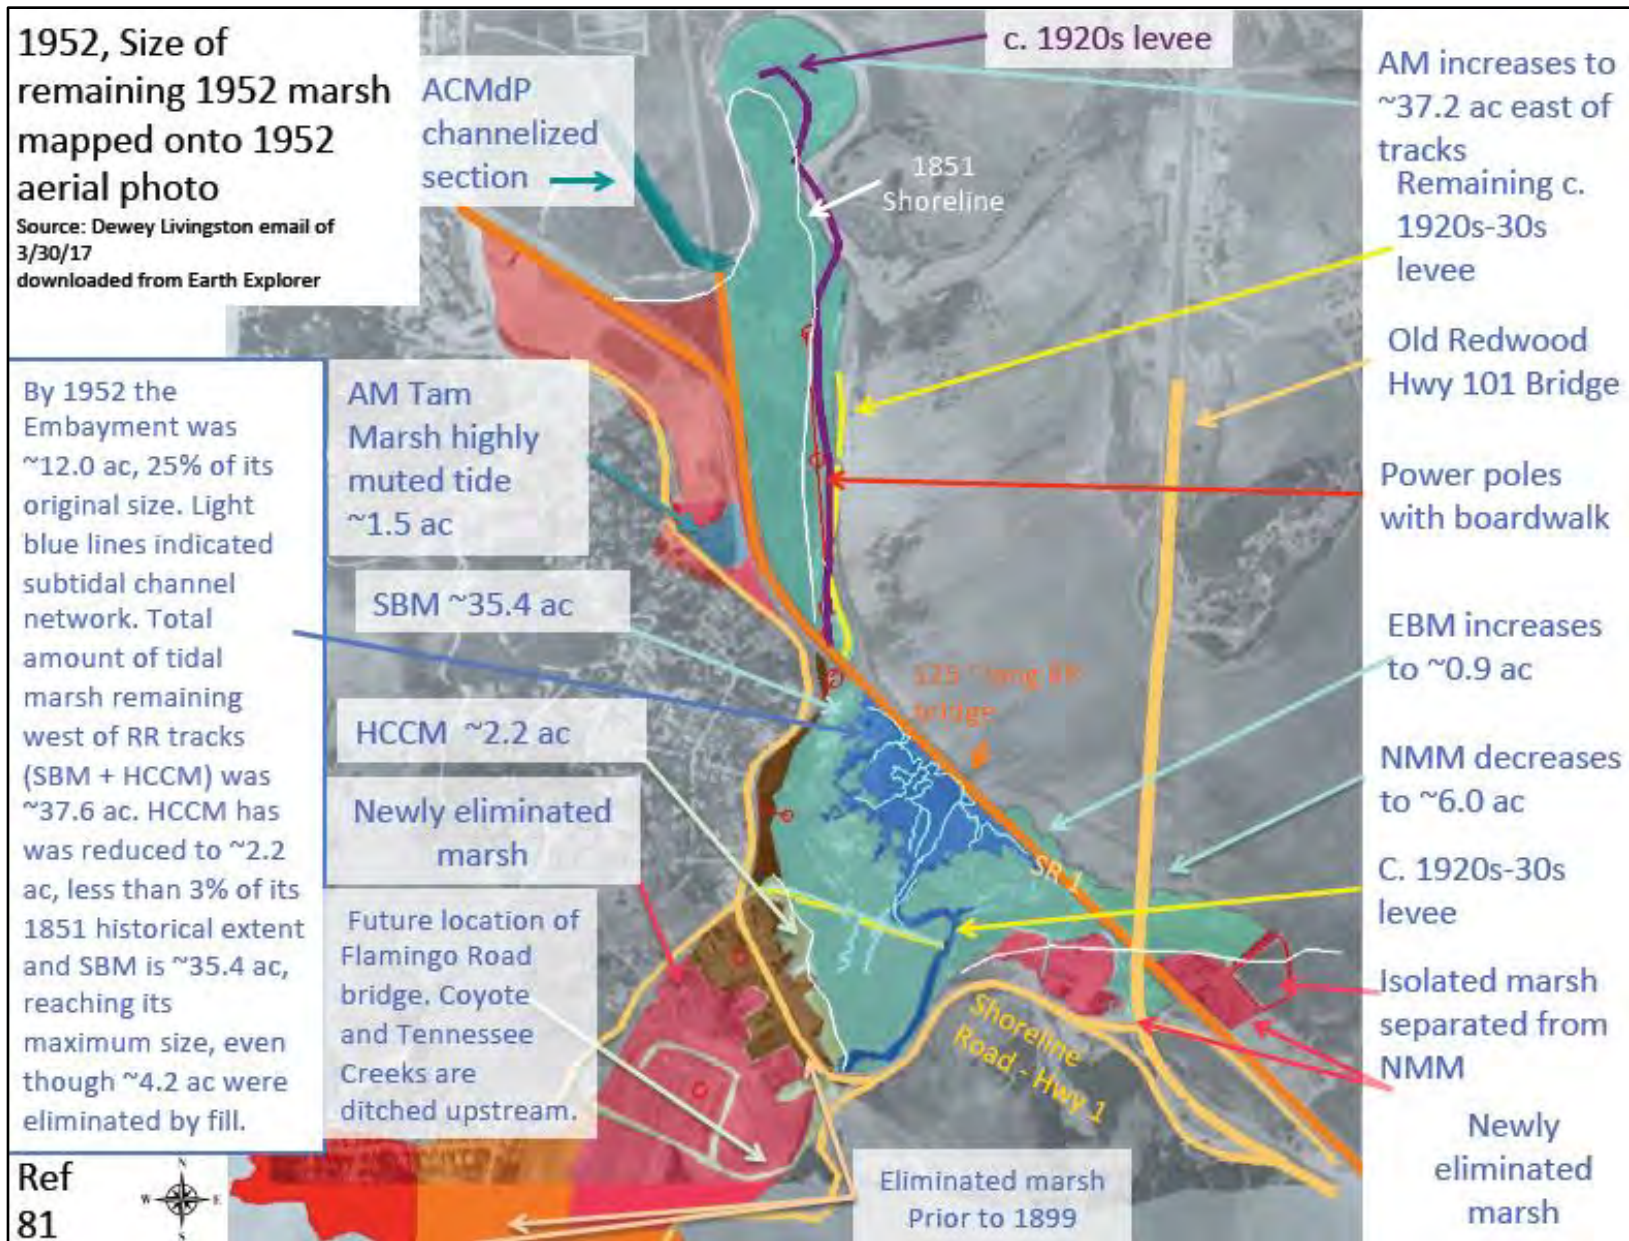 1952, Size of
remaining 1952 marsh
mapped onto 1952
aerial photo
Source: Dewey Livingston email of
3/30/17
downloaded from Earth Explorer
ACMdP
channelized
section
c. 1920s levee
1851
Shoreline
AM increases to
~37.2 ac east of
tracks
Remaining c.
1920s-30s
levee
Old Redwood
Hwy 101 Bridge
Power poles
with boardwalk
EBM increases
to ~0.9 ac
NMM decreases
to ~6.0 ac
C. 1920s-30s
levee
Isolated marsh
separated from
NMM
Newly
eliminated
marsh
By 1952 the
Embayment was
~12.0 ac, 25% of its
original size. Light
blue lines indicated
subtidal channel
network. Total
amount of tidal
marsh remaining
west of RR tracks
(SBM + HCCM) was
~37.6 ac. HCCM has
was reduced to ~2.2
ac, less than 3% of its
1851 historical extent
and SBM is ~35.4 ac,
reaching its
maximum size, even
though ~4.2 ac were
eliminated by fill.
AM Tam
Marsh highly
muted tide
~1.5 ac
SBM ~35.4 ac
HCCM ~2.2 ac
Newly eliminated
marsh
Future location of
Flamingo Road
bridge. Coyote
and Tennessee
Creeks are
ditched upstream.
RR
bridge
SR 1
Shoreline
Road - Hwy 1
Eliminated marsh
Prior to 1899
Ref
81
N
W E
S